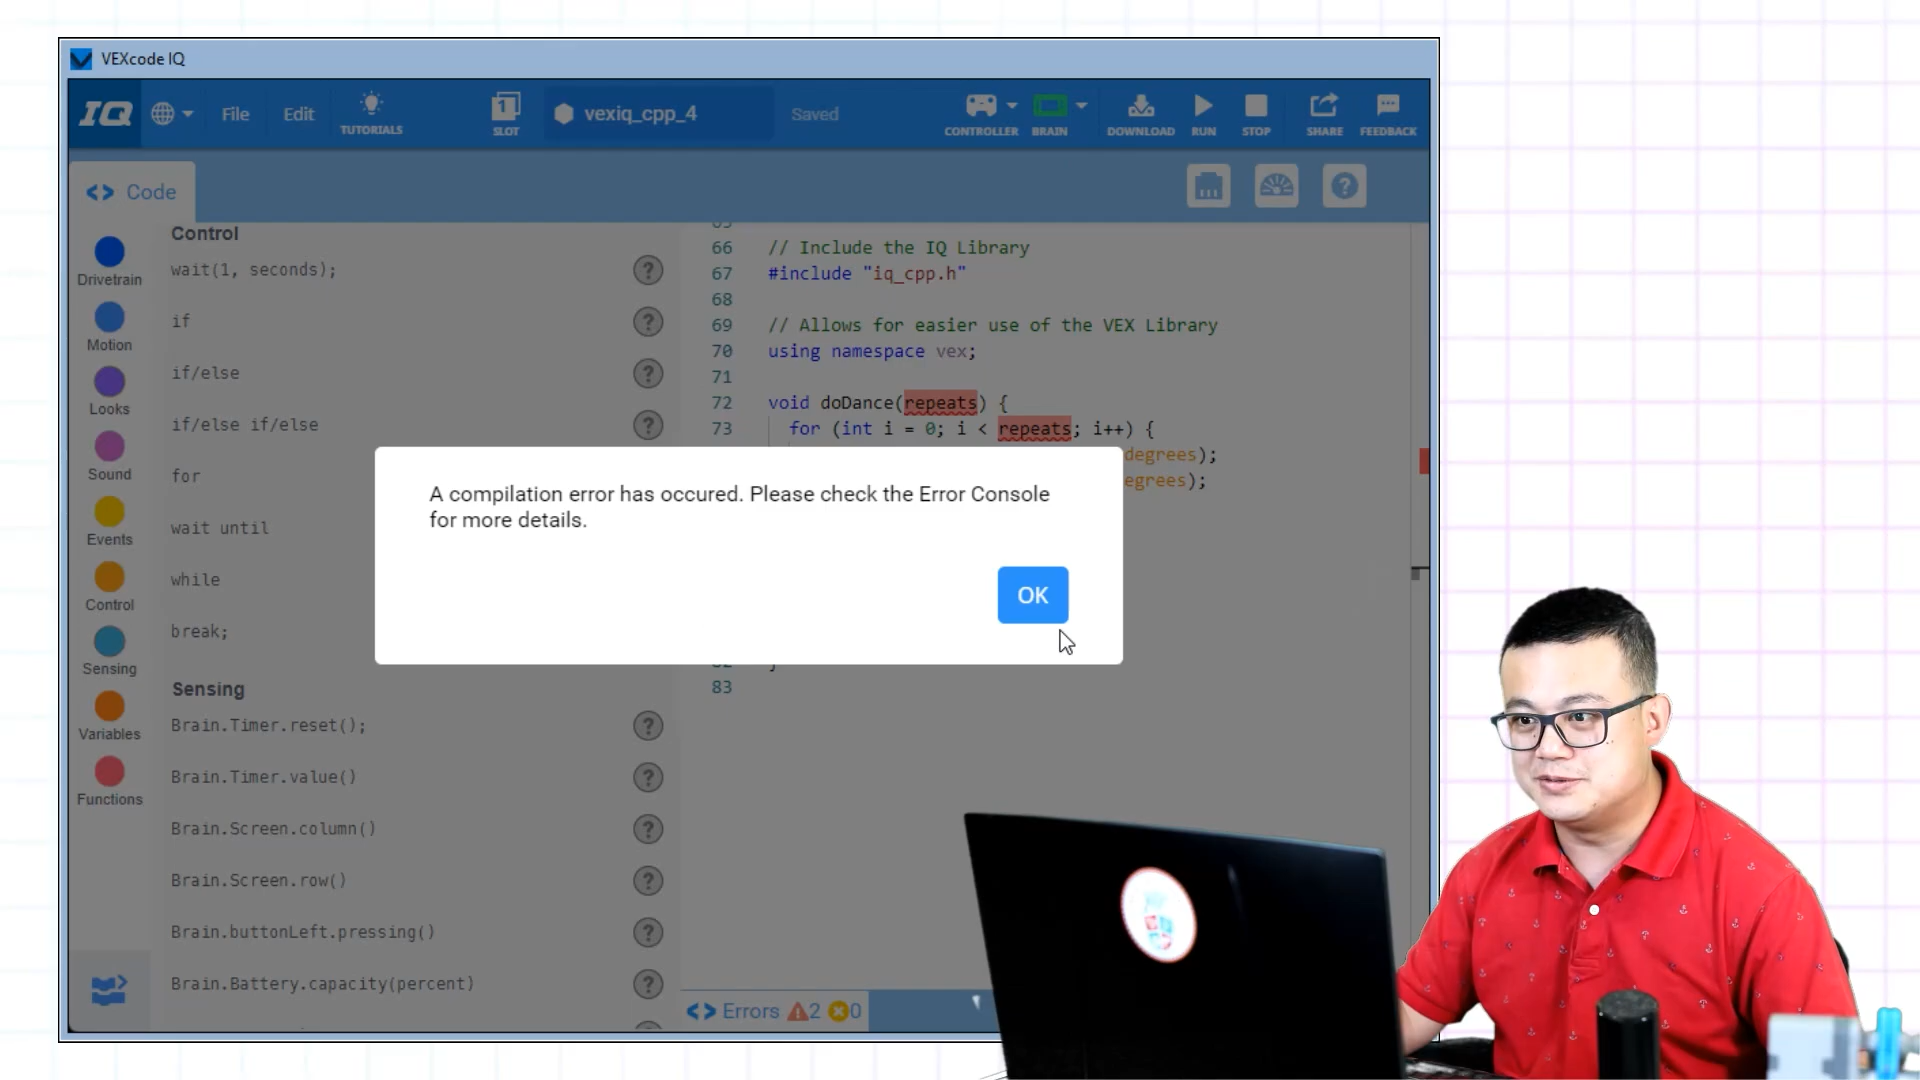 VEXcode IQ
IQ
File
Edit
TUTORIALS
1
SLOT
vexiq_cpp_4
Saved
CONTROLLER
BRAIN
DOWNLOAD
RUN
STOP
SHARE
FEEDBACK
<> Code
?
Drivetrain
Motion
Looks
Sound
Events
Control
Sensing
Variables
Functions
Control
wait(1, seconds); ?
if ?
if/else ?
if/else if/else ?
for
wait until
while
break;
Sensing
Brain.Timer.reset(); ?
Brain.Timer.value() ?
Brain.Screen.column() ?
Brain.Screen.row() ?
Brain.buttonLeft.pressing() ?
Brain.Battery.capacity(percent) ?
66 // Include the IQ Library
67 #include "iq_cpp.h"
68
69 // Allows for easier use of the VEX Library
70 using namespace vex;
71
72 void doDance(repeats) {
73 for (int i = 0; i < repeats; i++) {
degrees);
egrees);
83
A compilation error has occured. Please check the Error Console
for more details.
OK
<> Errors 2 0